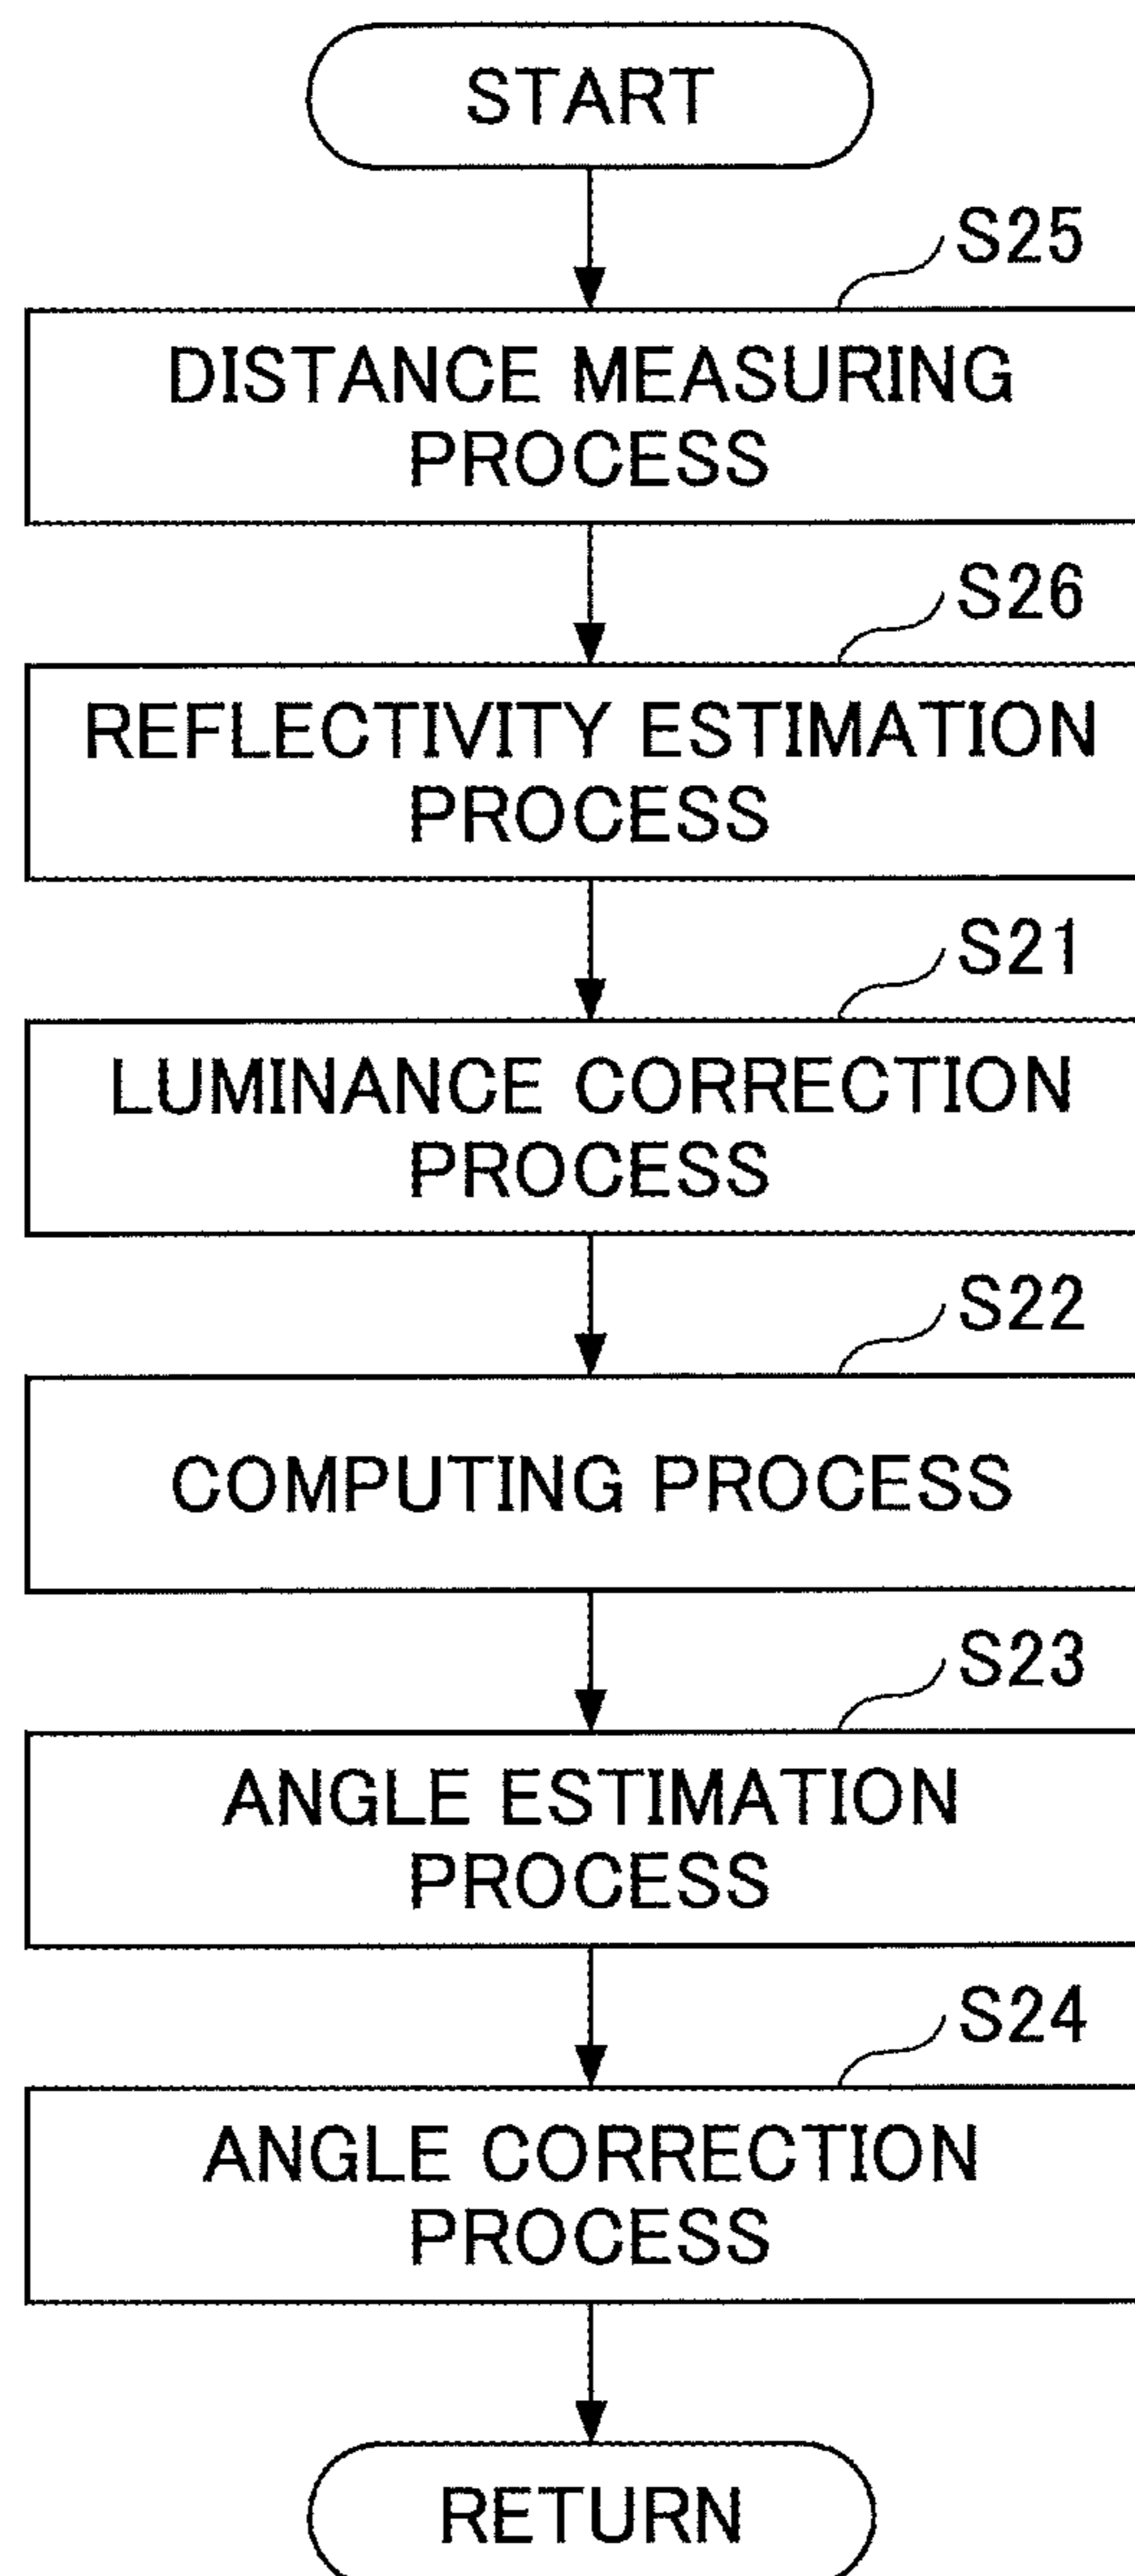 START
S25
DISTANCE MEASURING
PROCESS
S26
REFLECTIVITY ESTIMATION
PROCESS
S21
LUMINANCE CORRECTION
PROCESS
S22
COMPUTING PROCESS
S23
ANGLE ESTIMATION
PROCESS
S24
ANGLE CORRECTION
PROCESS
RETURN